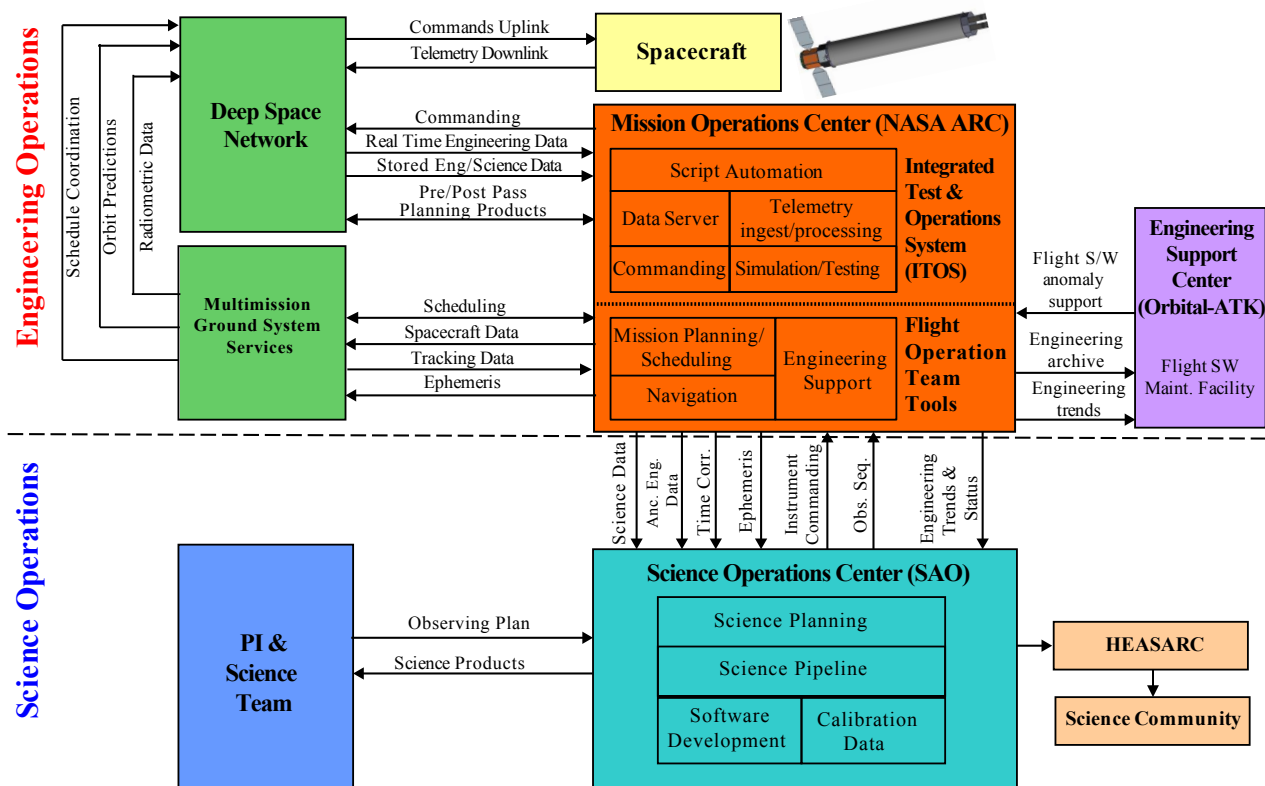 Engineering Operations
Schedule Coordination
Orbit Predictions
Radiometric Data
Deep Space
Network
Commands Uplink
Telemetry Downlink
Spacecraft
Commanding
Real Time Engineering Data
Stored Eng/Science Data
Pre/Post Pass
Planning Products
Mission Operations Center (NASA ARC)
Script Automation
Data Server
Telemetry
ingest/processing
Commanding
Simulation/Testing
Integrated
Test &
Operations
System
(ITOS)
Multimission
Ground System
Services
Scheduling
Spacecraft Data
Tracking Data
Ephemeris
Mission Planning/
Scheduling
Navigation
Engineering
Support
Flight
Operation
Team
Tools
Flight S/W
anomaly
support
Engineering
archive
Engineering
trends
Engineering
Support
Center
(Orbital-ATK)
Flight SW
Maint. Facility
Science Operations
Science Data
Anc. Eng.
Data
Time Corr.
Ephemeris
Instrument
Commanding
Obs. Seq.
Engineering
Trends &
Status
PI &
Science
Team
Observing Plan
Science Products
Science Operations Center (SAO)
Science Planning
Science Pipeline
Software
Development
Calibration
Data
HEASARC
Science Community